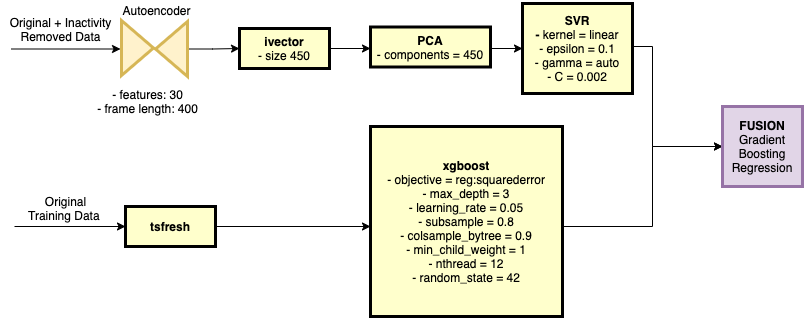 Original + Inactivity
Removed Data
Autoencoder
- features: 30
- frame length: 400
ivector
- size 450
PCA
- components = 450
SVR
- kernel = linear
- epsilon = 0.1
- gamma = auto
- C = 0.002
Original
Training Data
tsfresh
xgboost
- objective = reg:squarederror
- max_depth = 3
- learning_rate = 0.05
- subsample = 0.8
- colsample_bytree = 0.9
- min_child_weight = 1
- nthread = 12
- random_state = 42
FUSION
Gradient
Boosting
Regression